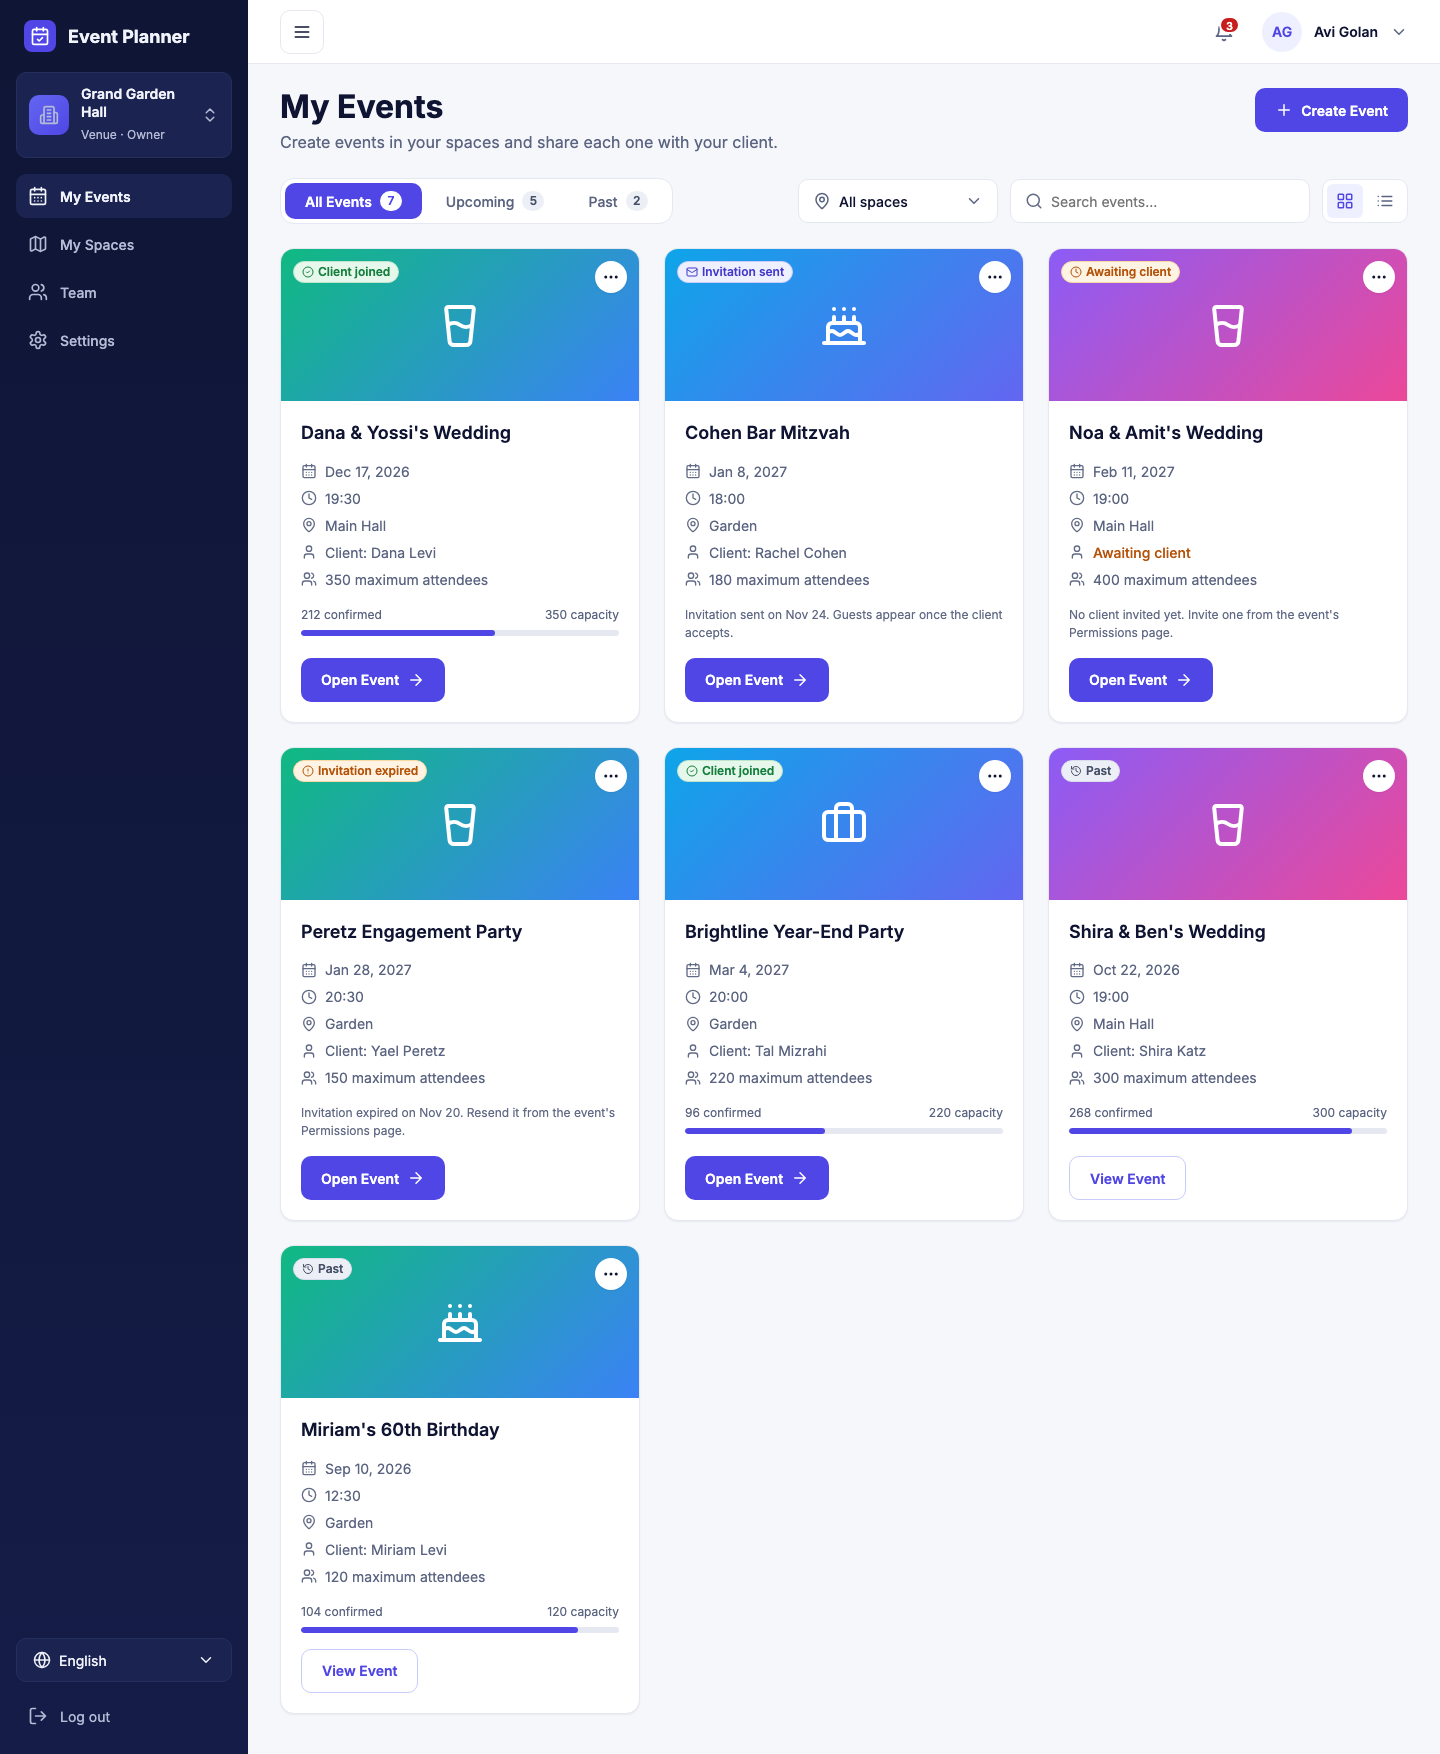 Event Planner
Grand Garden
Hall
Venue · Owner
My Events
My Spaces
Team
Settings
English
Log out
3
AG
Avi Golan
My Events
Create events in your spaces and share each one with your client.
Create Event
All Events 7
Upcoming 5
Past 2
All spaces
Search events...
Client joined
Dana & Yossi's Wedding
Dec 17, 2026
19:30
Main Hall
Client: Dana Levi
350 maximum attendees
212 confirmed
350 capacity
Open Event
Invitation sent
Cohen Bar Mitzvah
Jan 8, 2027
18:00
Garden
Client: Rachel Cohen
180 maximum attendees
Invitation sent on Nov 24. Guests appear once the client
accepts.
Open Event
Awaiting client
Noa & Amit's Wedding
Feb 11, 2027
19:00
Main Hall
Awaiting client
400 maximum attendees
No client invited yet. Invite one from the event's
Permissions page.
Open Event
Invitation expired
Peretz Engagement Party
Jan 28, 2027
20:30
Garden
Client: Yael Peretz
150 maximum attendees
Invitation expired on Nov 20. Resend it from the event's
Permissions page.
Open Event
Client joined
Brightline Year-End Party
Mar 4, 2027
20:00
Garden
Client: Tal Mizrahi
220 maximum attendees
96 confirmed
220 capacity
Open Event
Past
Shira & Ben's Wedding
Oct 22, 2026
19:00
Main Hall
Client: Shira Katz
300 maximum attendees
268 confirmed
300 capacity
View Event
Past
Miriam's 60th Birthday
Sep 10, 2026
12:30
Garden
Client: Miriam Levi
120 maximum attendees
104 confirmed
120 capacity
View Event